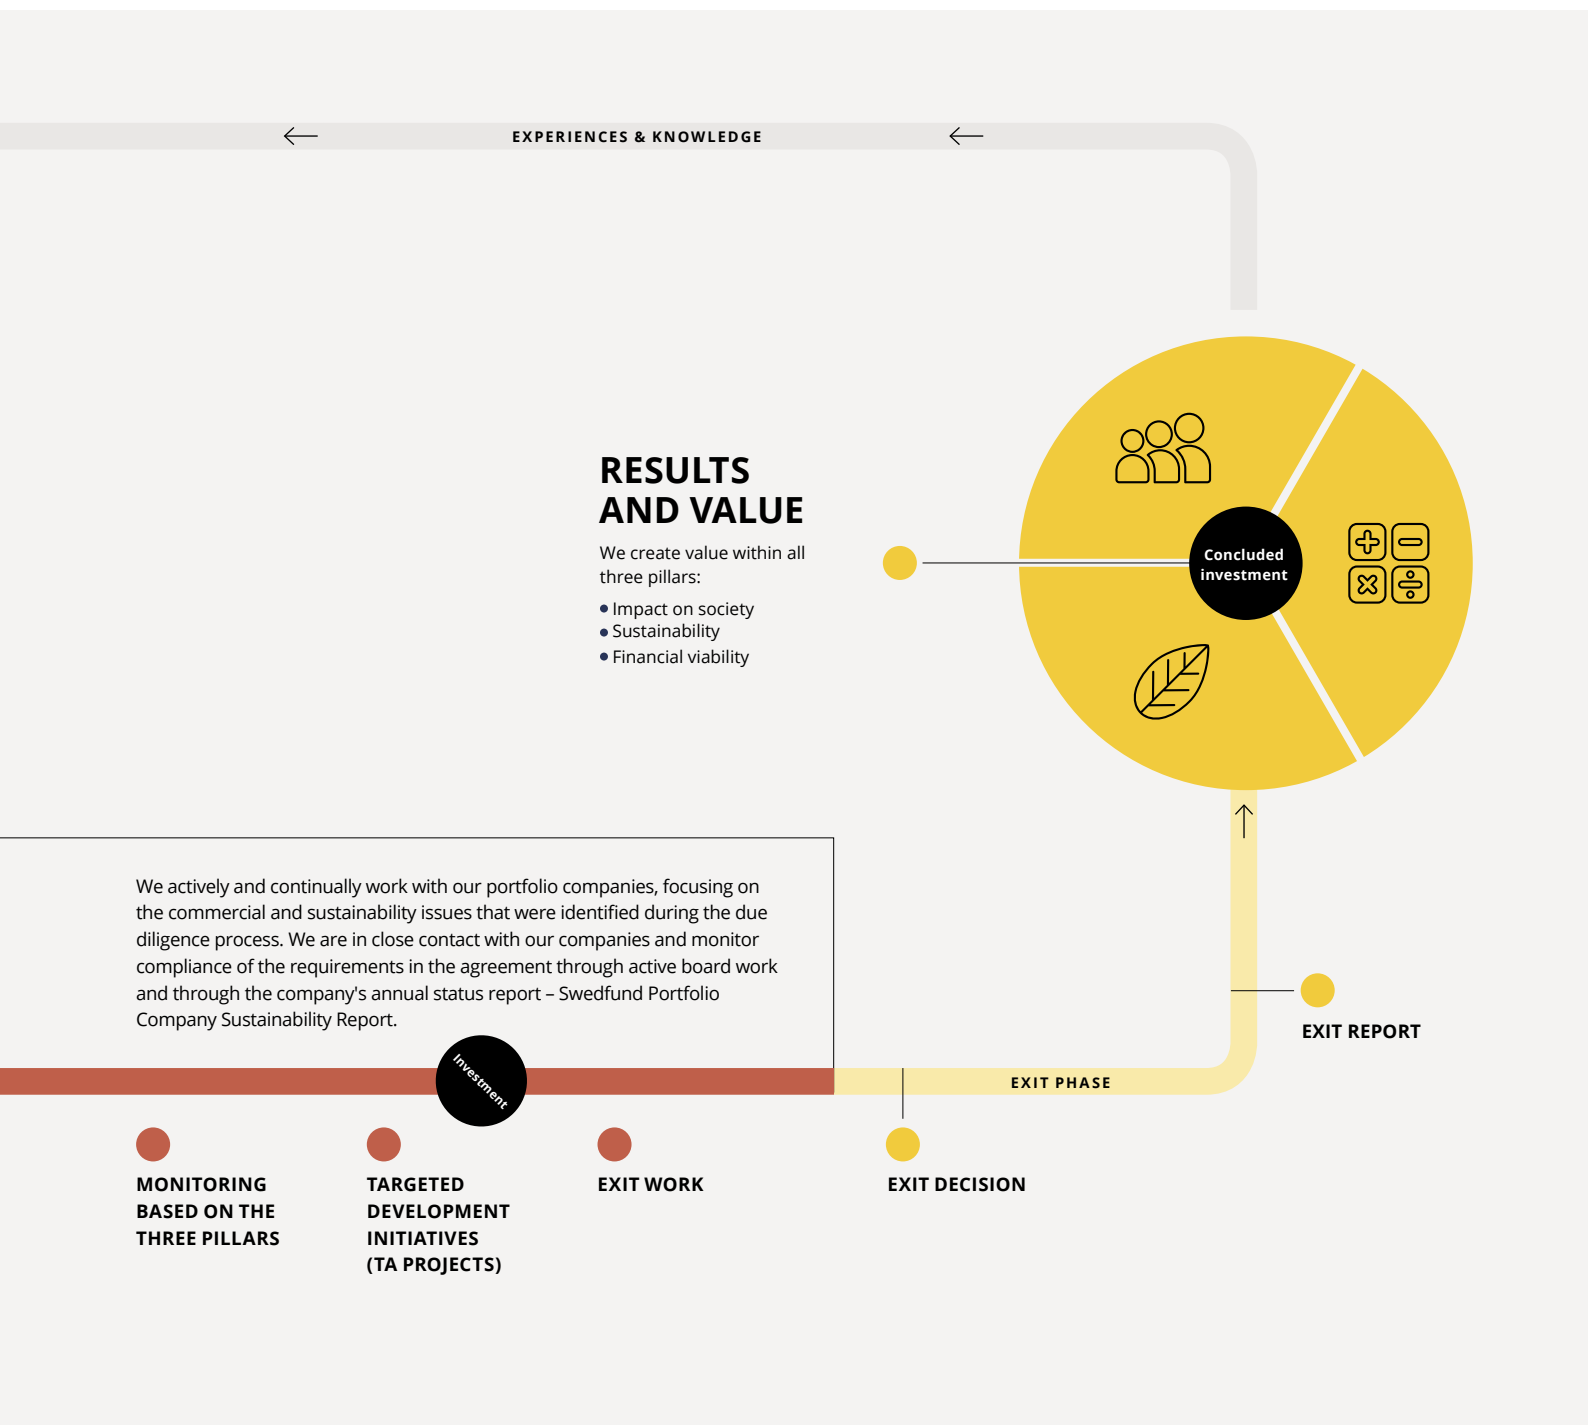 EXPERIENCES & KNOWLEDGE
RESULTS
AND VALUE
We create value within all
three pillars:
• Impact on society
• Sustainability
• Financial viability
Concluded
investment
We actively and continually work with our portfolio companies, focusing on
the commercial and sustainability issues that were identified during the due
diligence process. We are in close contact with our companies and monitor
compliance of the requirements in the agreement through active board work
and through the company's annual status report – Swedfund Portfolio
Company Sustainability Report.
EXIT REPORT
Investment
EXIT PHASE
MONITORING
BASED ON THE
THREE PILLARS
TARGETED
DEVELOPMENT
INITIATIVES
(TA PROJECTS)
EXIT WORK
EXIT DECISION